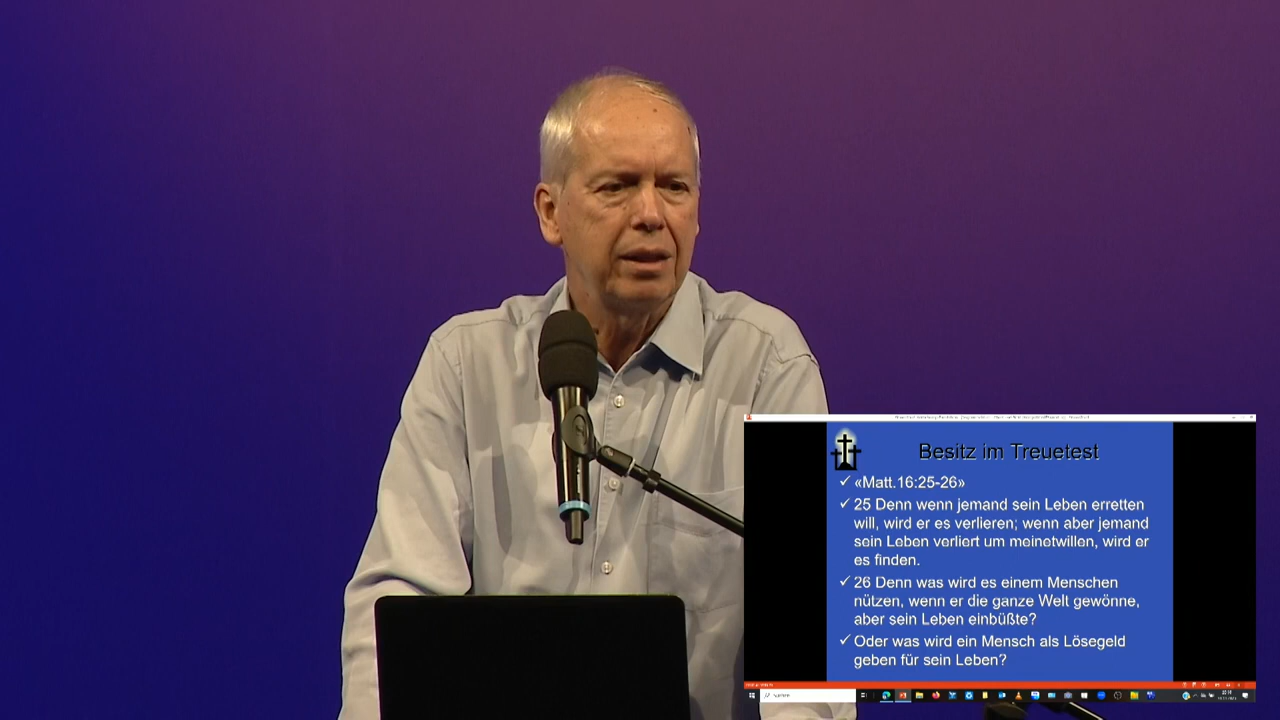 Besitz im Treuetest
«Matt.16:25-26»
25 Denn wenn jemand sein Leben erretten
will, wird er es verlieren; wenn aber jemand
sein Leben verliert um meinetwillen, wird er
es finden.
26 Denn was wird es einem Menschen
nützen, wenn er die ganze Welt gewönne,
aber sein Leben einbüßte?
Oder was wird ein Mensch als Lösegeld
geben für sein Leben?
Suchen